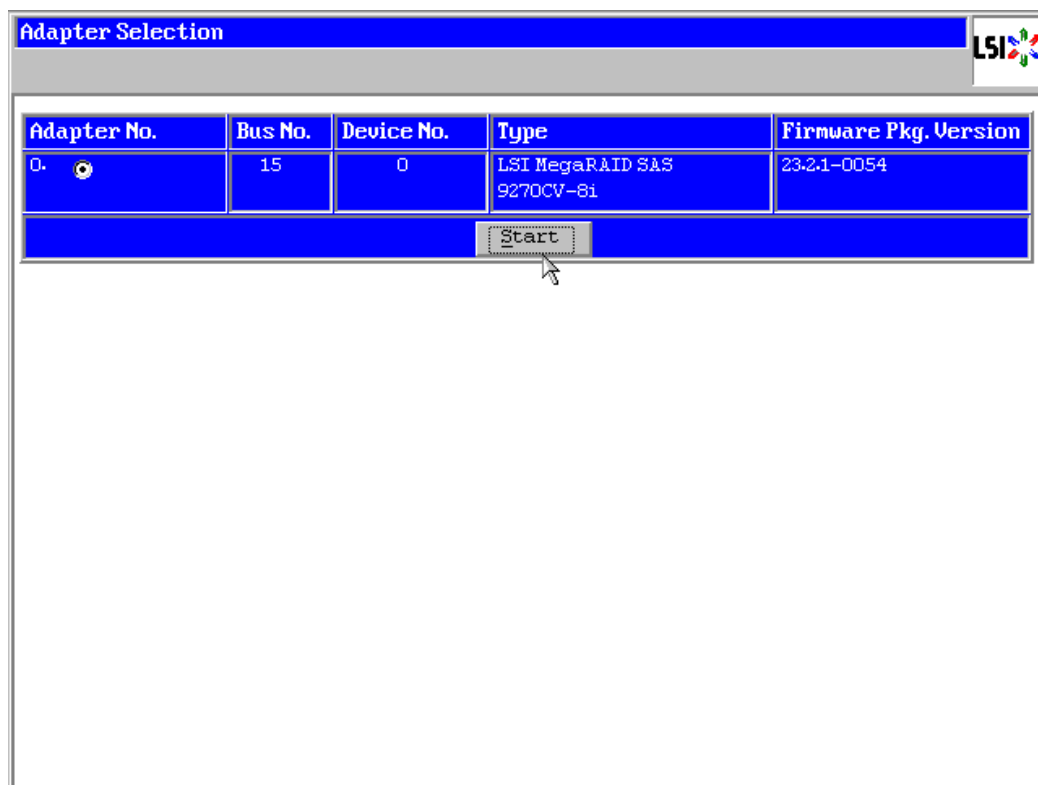 Adapter Selection
LSI
Adapter No. Bus No. Device No. Type Firmware Pkg. Version
0. 15 0 LSI MegaRAID SAS 23.2.1-0054
9270CV-8i
Start